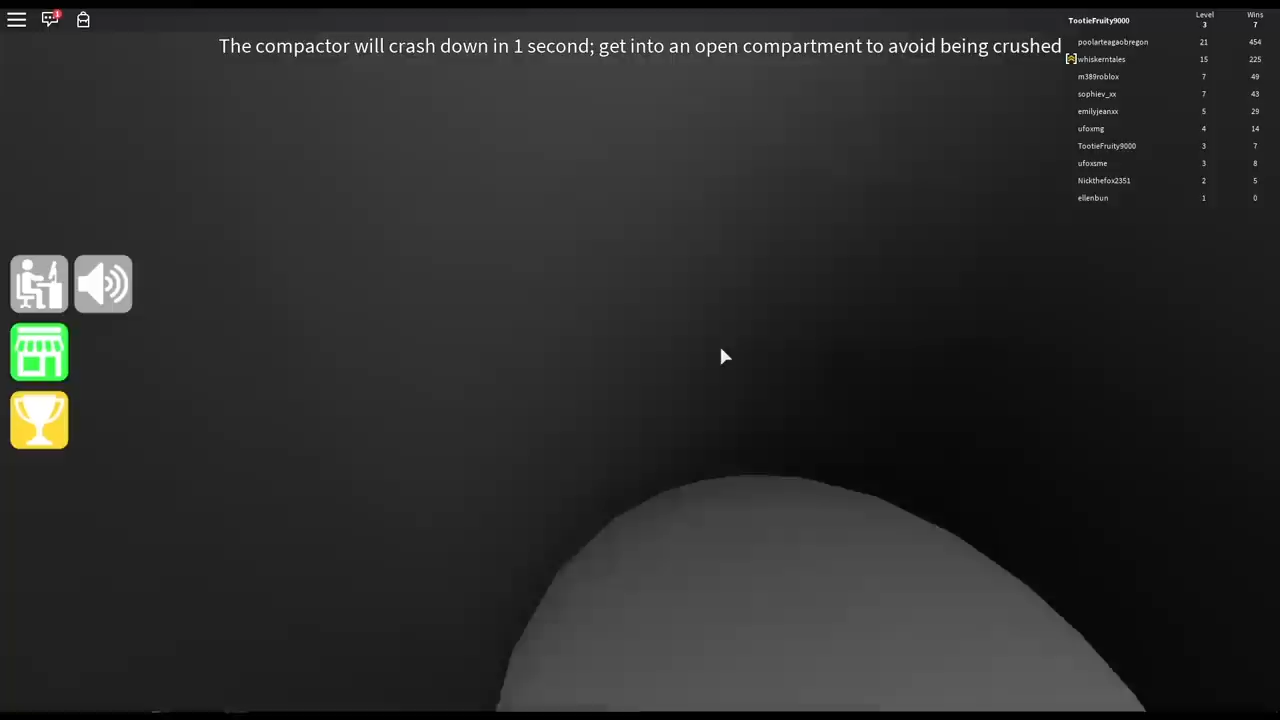 1
TootieFruity9000
Level
3
Wins
7
The compactor will crash down in 1 second; get into an open compartment to avoid being crushed
poolarteagaobregon 21 454
whiskerntales 15 225
m389roblox 7 49
sophiev_xx 7 43
emilyjeanxx 5 29
ufoxmg 4 14
TootieFruity9000 3 7
ufoxsme 3 8
Nickthefox2351 2 5
ellenbun 1 0